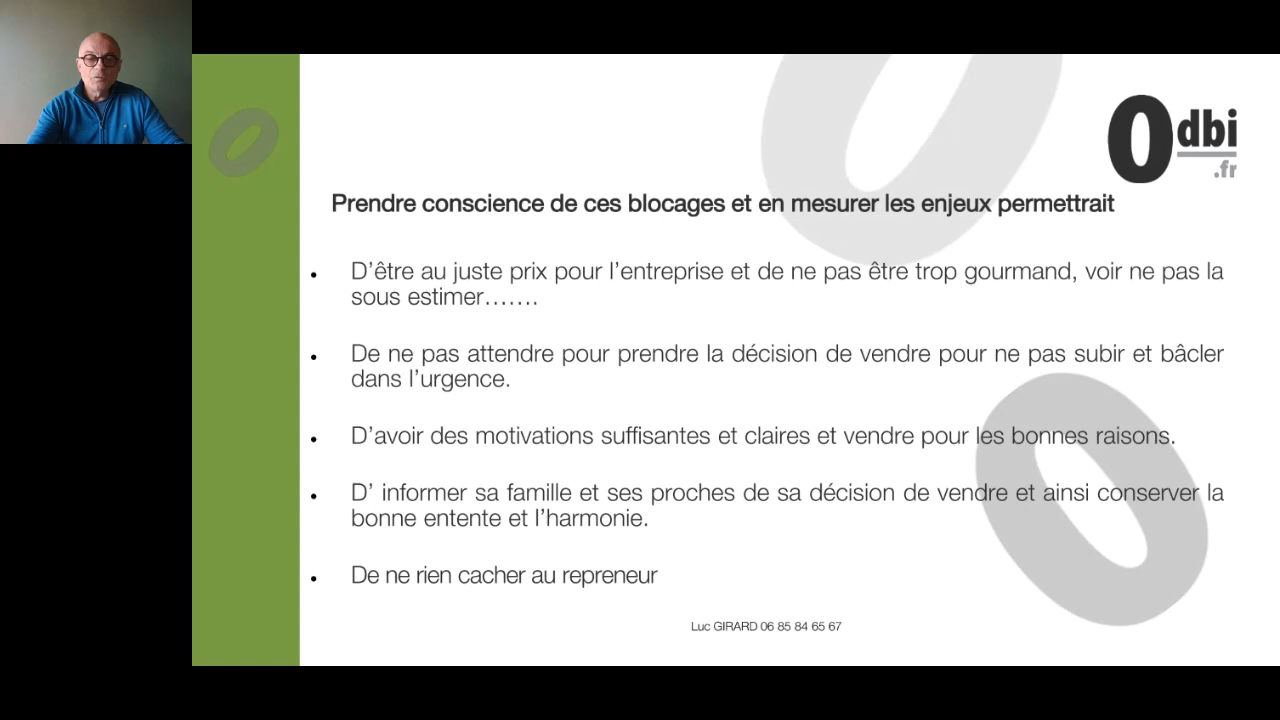 Odbi
.fr
Prendre conscience de ces blocages et en mesurer les enjeux permettrait
• D’être au juste prix pour l’entreprise et de ne pas être trop gourmand, voir ne pas la
sous estimer.......
• De ne pas attendre pour prendre la décision de vendre pour ne pas subir et bâcler
dans l’urgence.
• D’avoir des motivations suffisantes et claires et vendre pour les bonnes raisons.
• D’ informer sa famille et ses proches de sa décision de vendre et ainsi conserver la
bonne entente et l’harmonie.
• De ne rien cacher au repreneur
Luc GIRARD 06 85 84 65 67